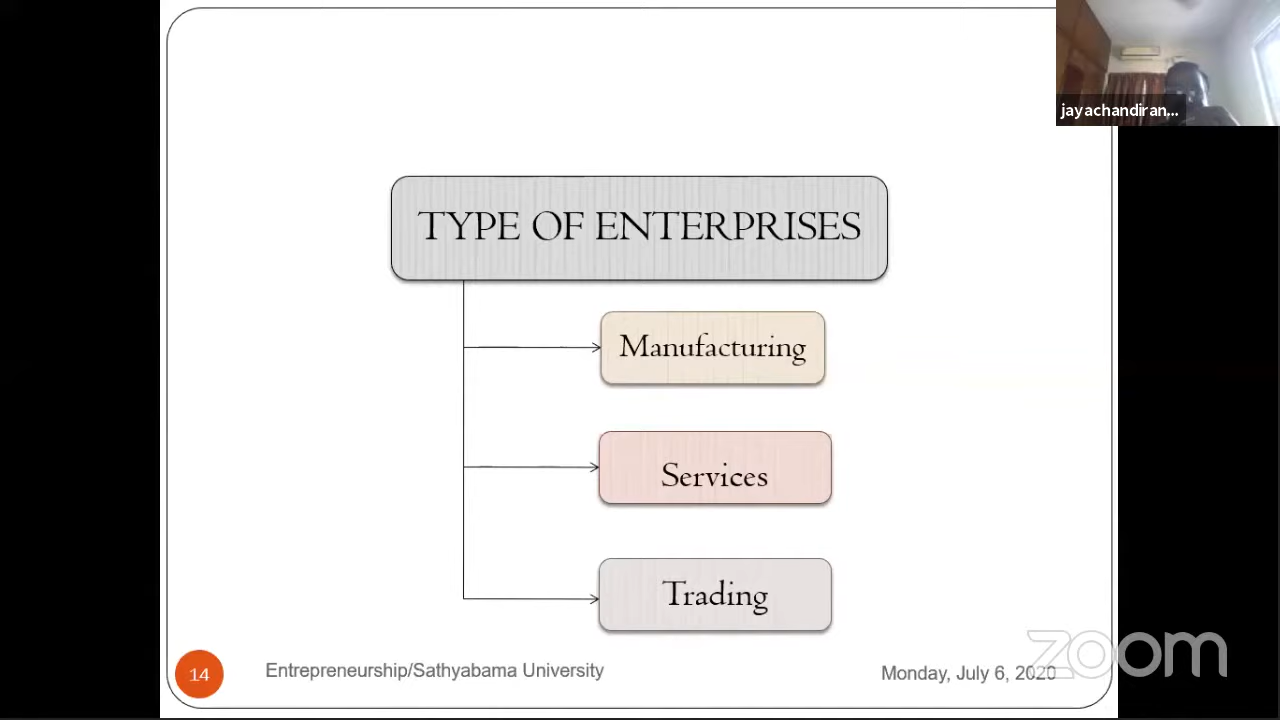 jayachandiran...
TYPE OF ENTERPRISES
Manufacturing
Services
Trading
14
Entrepreneurship/Sathyabama University
Monday, July 6, 2020
zoom